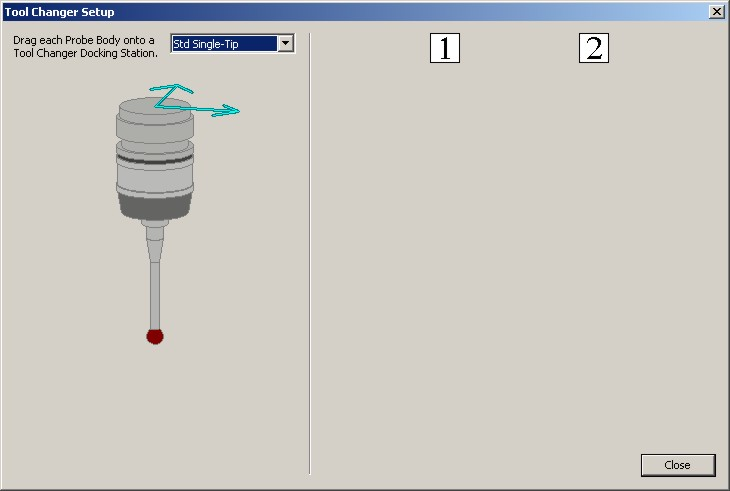 Tool Changer Setup
Drag each Probe Body onto a
Tool Changer Docking Station.
Std Single-Tip
1
2
Close